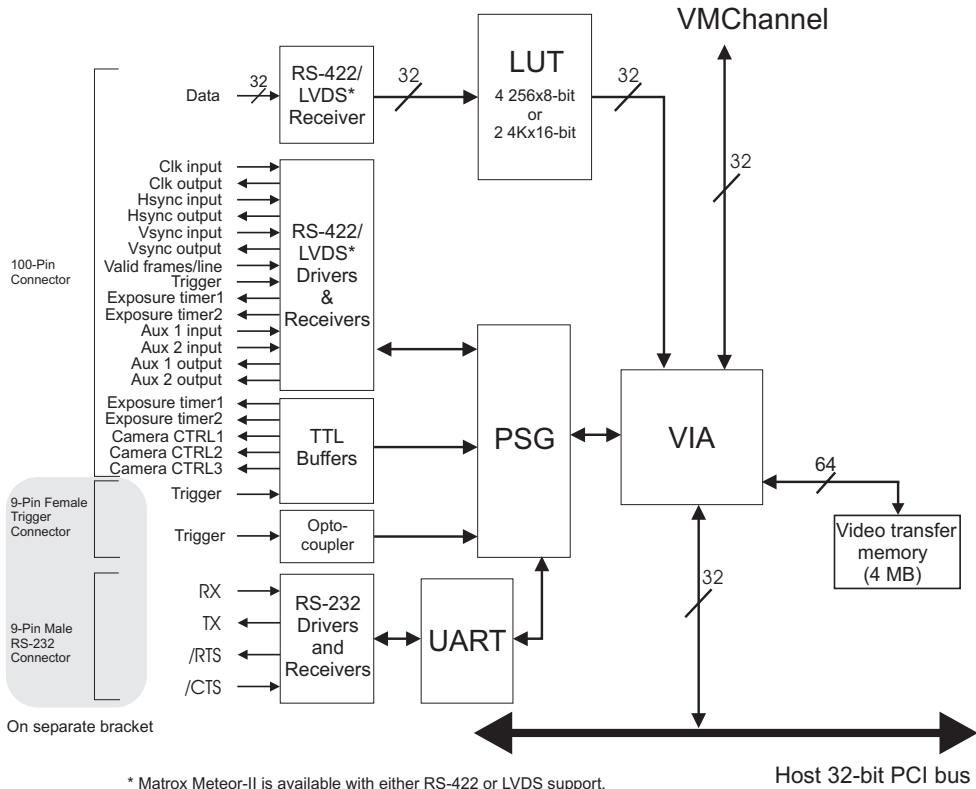 VMChannel
Data
32
RS-422/
LVDS*
Receiver
32
LUT
4 256x8-bit
or
2 4Kx16-bit
32
32
100-Pin
Connector
Clk input
Clk output
Hsync input
Hsync output
Vsync input
Vsync output
Valid frames/line
Trigger
Exposure timer1
Exposure timer2
Aux 1 input
Aux 2 input
Aux 1 output
Aux 2 output
RS-422/
LVDS*
Drivers
&
Receivers
Exposure timer1
Exposure timer2
Camera CTRL1
Camera CTRL2
Camera CTRL3
Trigger
TTL
Buffers
PSG
VIA
64
Video transfer
memory
(4 MB)
9-Pin Female
Trigger
Connector
Trigger
Opto-
coupler
32
9-Pin Male
RS-232
Connector
RX
TX
/RTS
/CTS
RS-232
Drivers
and
Receivers
UART
On separate bracket
Host 32-bit PCI bus
* Matrox Meteor-II is available with either RS-422 or LVDS support.